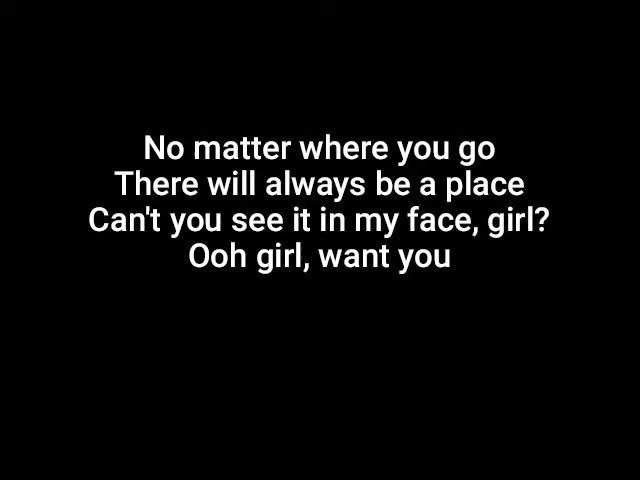 No matter where you go
There will always be a place
Can't you see it in my face, girl?
Ooh girl, want you